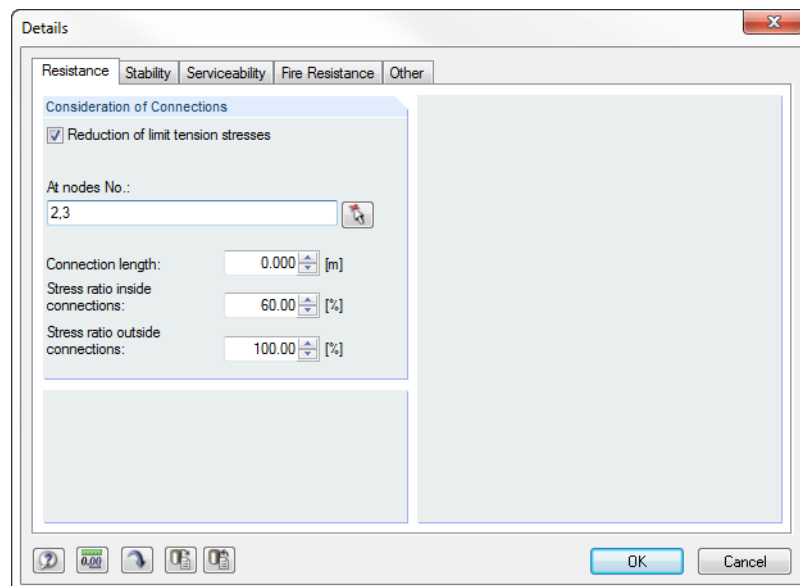 Details
Resistance Stability Serviceability Fire Resistance Other
Consideration of Connections
Reduction of limit tension stresses
At nodes No.:
2,3
Connection length: 0.000 [m]
Stress ratio inside
connections: 60.00 [%]
Stress ratio outside
connections: 100.00 [%]
0.00
OK Cancel